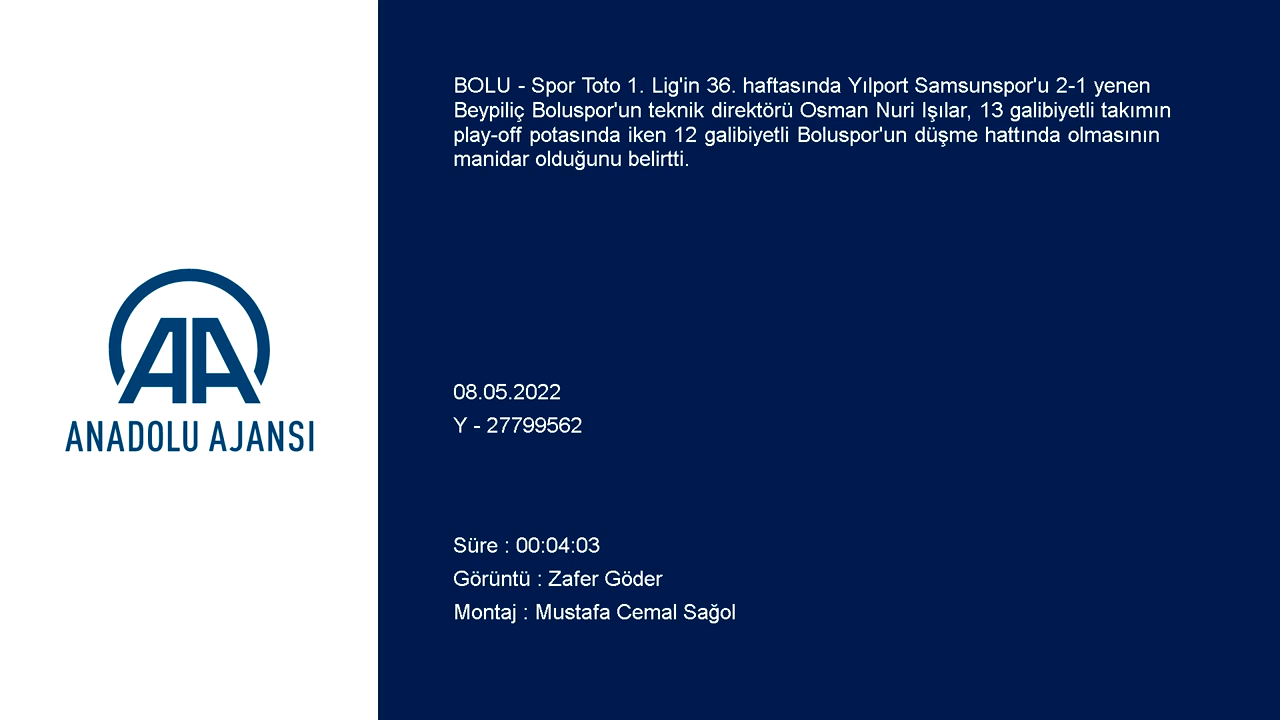 BOLU - Spor Toto 1. Lig'in 36. haftasında Yılport Samsunspor'u 2-1 yenen
Beypiliç Boluspor'un teknik direktörü Osman Nuri Işılar, 13 galibiyetli takımın
play-off potasında iken 12 galibiyetli Boluspor'un düşme hattında olmasının
manidar olduğunu belirtti.
AA
ANADOLU AJANSI
08.05.2022
Y - 27799562
Süre : 00:04:03
Görüntü : Zafer Göder
Montaj : Mustafa Cemal Sağol